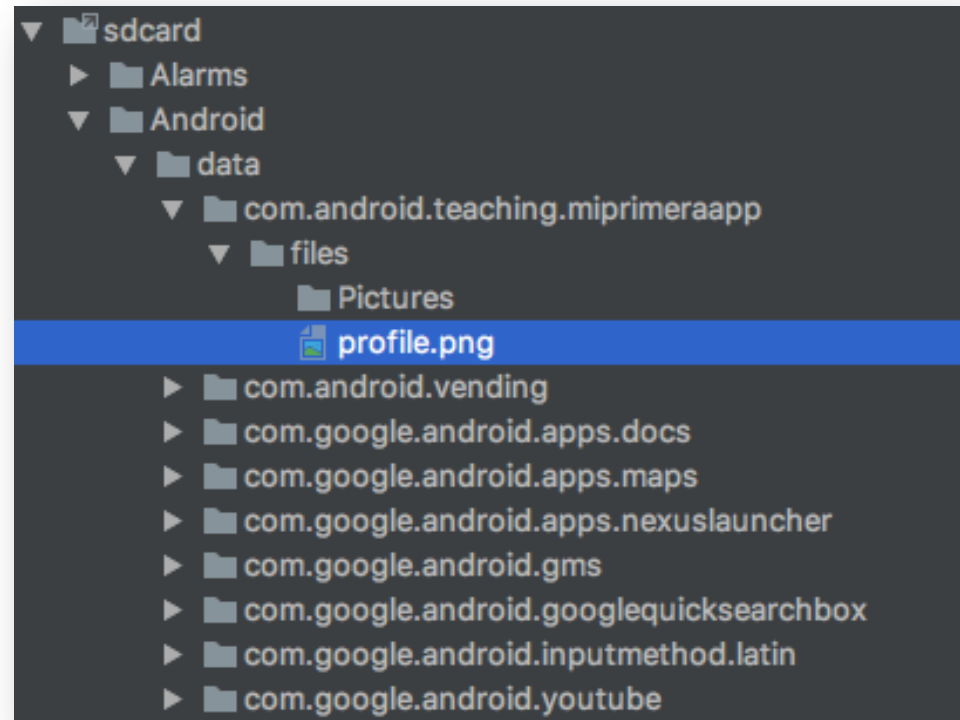 sdcard
Alarms
Android
data
com.android.teaching.miprimeraapp
files
Pictures
profile.png
com.android.vending
com.google.android.apps.docs
com.google.android.apps.maps
com.google.android.apps.nexuslauncher
com.google.android.gms
com.google.android.googlequicksearchbox
com.google.android.inputmethod.latin
com.google.android.youtube